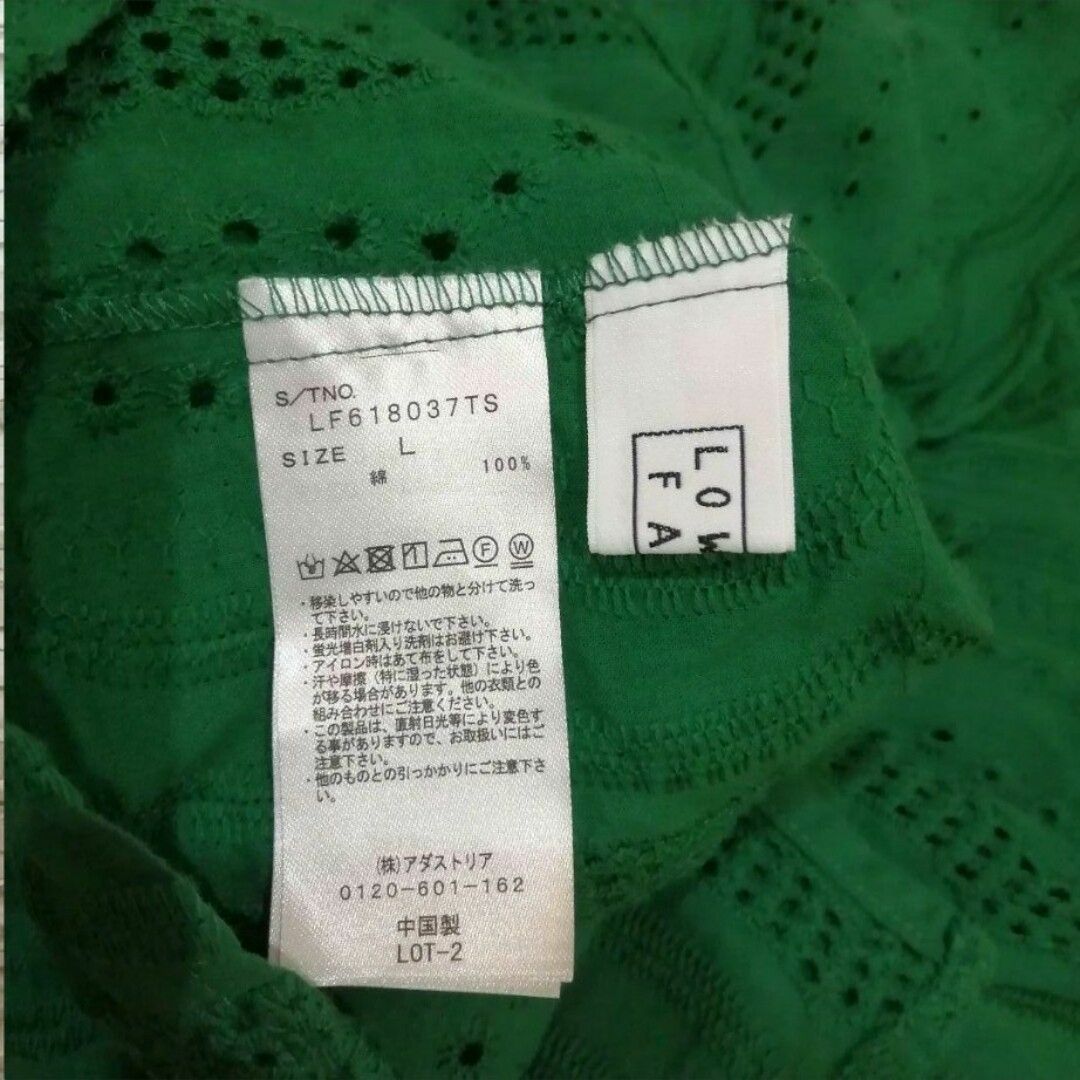 S/TNO.
LF618037TS
SIZE L
綿 100%
F W
・移染しやすいので他の物と分けて洗っ
て下さい。
・長時間水に浸けないで下さい。
・蛍光増白剤入り洗剤はお避け下さい。
・アイロン時はあて布をして下さい。
・汗や摩擦（特に湿った状態）により色
が移る場合があります。他の衣類との
組み合わせにご注意ください。
・この製品は、直射日光等により変色す
る事がありますので、お取扱いにはご
注意下さい。
・他のものとの引っかかりにご注意下さ
い。
(株)アダストリア
0120-601-162
中国製
LOT-2
LOW
FA